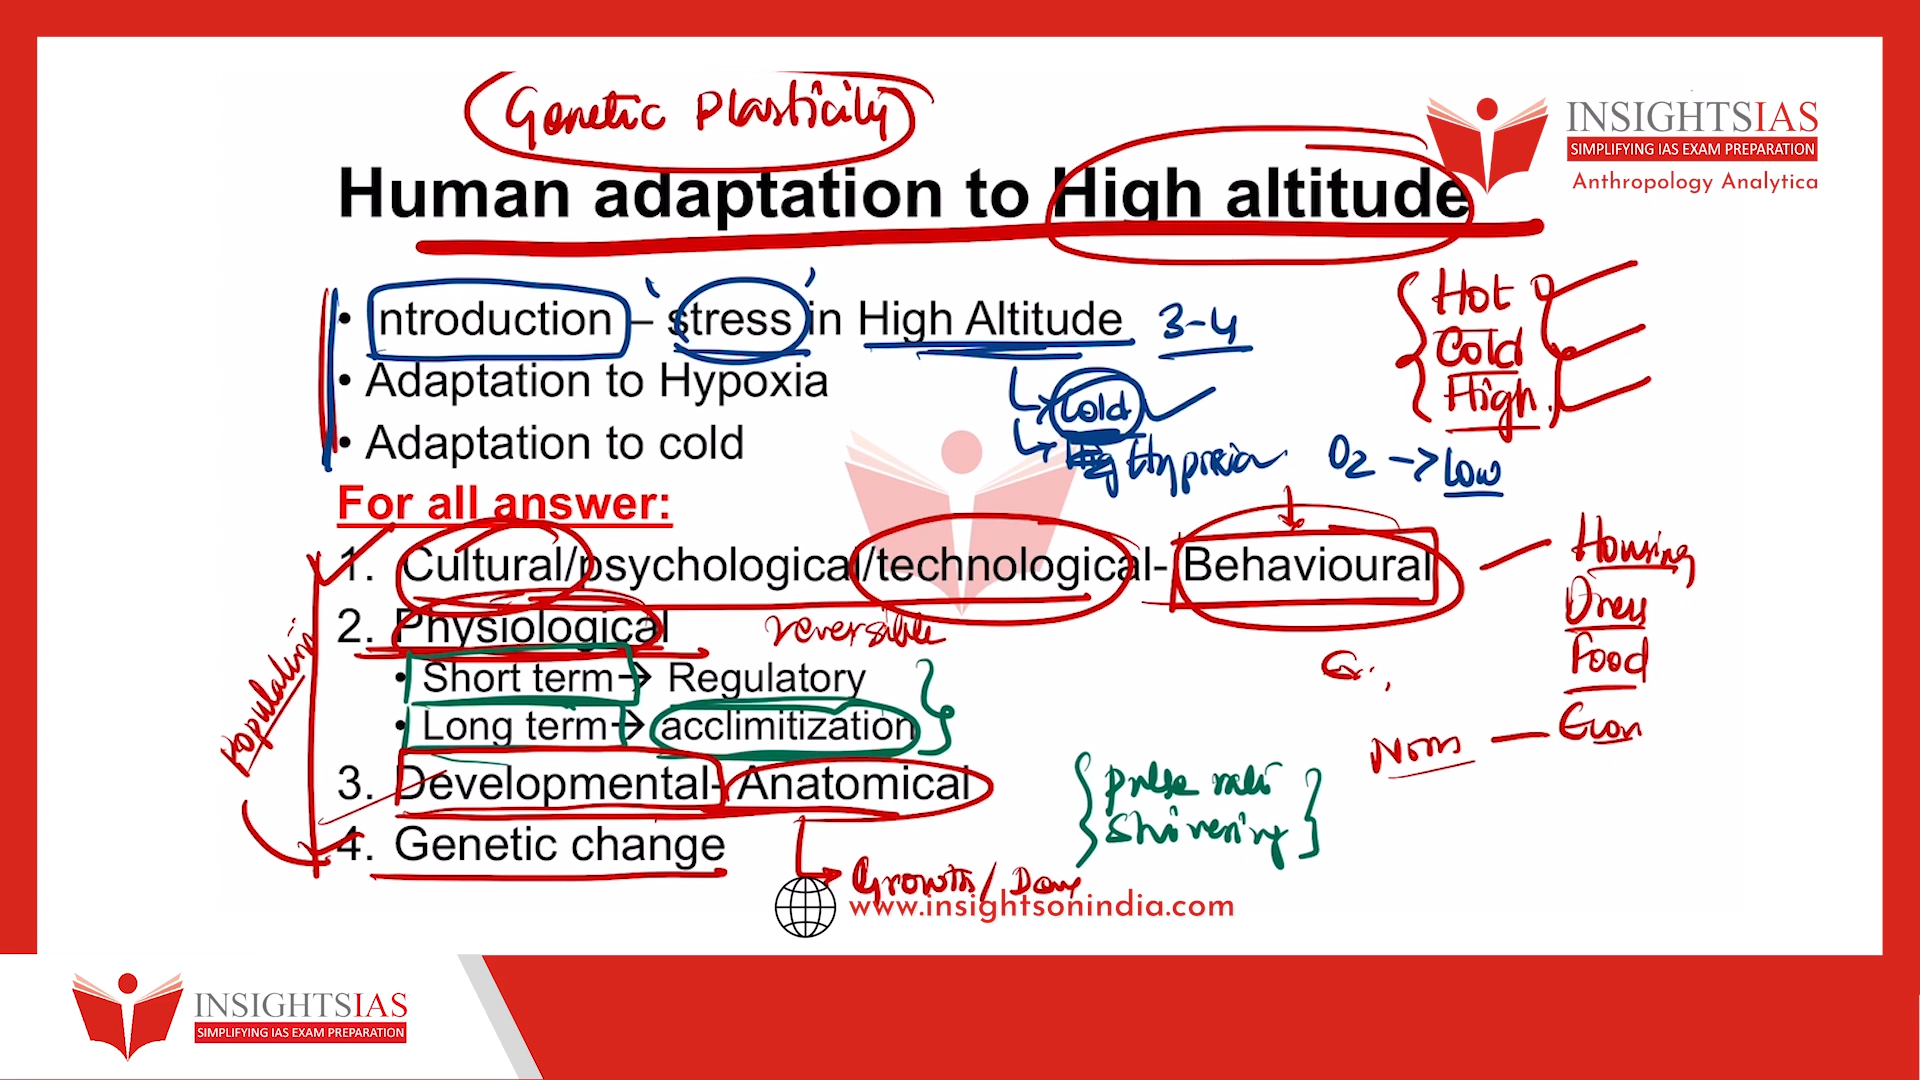 Genetic Plasticity
INSIGHTSIAS
SIMPLIFYING IAS EXAM PREPARATION
Anthropology Analytica
Human adaptation to High altitude
• Introduction – 'stress' in High Altitude 3-4
• Adaptation to Hypoxia
• Adaptation to cold
Cold
Hypoxia O2 -> Low
Hot
Cold
High
For all answer:
1. Cultural/psychological/technological- Behavioural
Housing
Dress
Food
Econ
2. Physiological reversible
• Short term→ Regulatory
• Long term→ acclimitization
3. Developmental- Anatomical
4. Genetic change
Population
pulse rate
Shivering
Growth/
www.insightsonindia.com
INSIGHTSIAS
SIMPLIFYING IAS EXAM PREPARATION